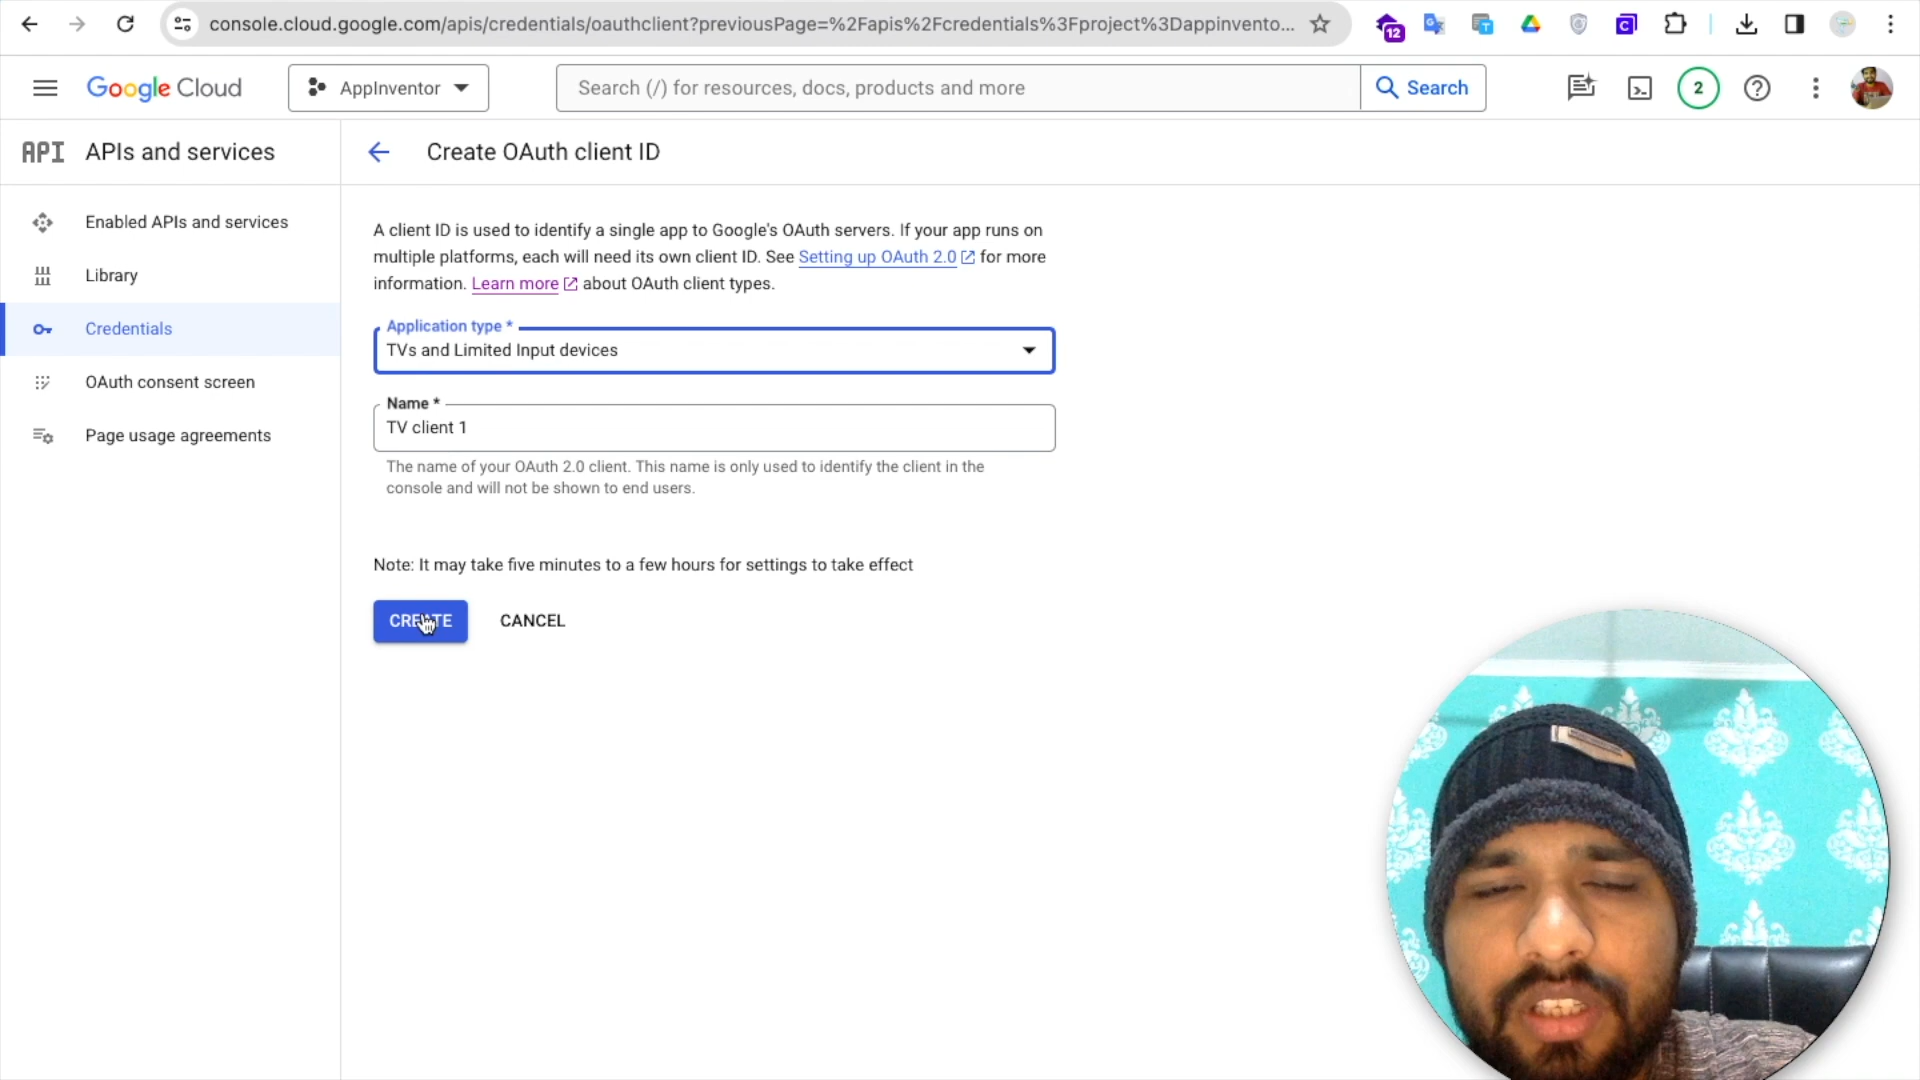 console.cloud.google.com/apis/credentials/oauthclient?previousPage=%2Fapis%2Fcredentials%3Fproject%3Dappinvento...
12
Google Cloud
AppInventor
Search (/) for resources, docs, products and more
Search
2
API APIs and services
Create OAuth client ID
Enabled APIs and services
Library
Credentials
OAuth consent screen
Page usage agreements
A client ID is used to identify a single app to Google's OAuth servers. If your app runs on
multiple platforms, each will need its own client ID. See Setting up OAuth 2.0 for more
information. Learn more about OAuth client types.
Application type *
TVs and Limited Input devices
Name *
TV client 1
The name of your OAuth 2.0 client. This name is only used to identify the client in the
console and will not be shown to end users.
Note: It may take five minutes to a few hours for settings to take effect
CREATE
CANCEL